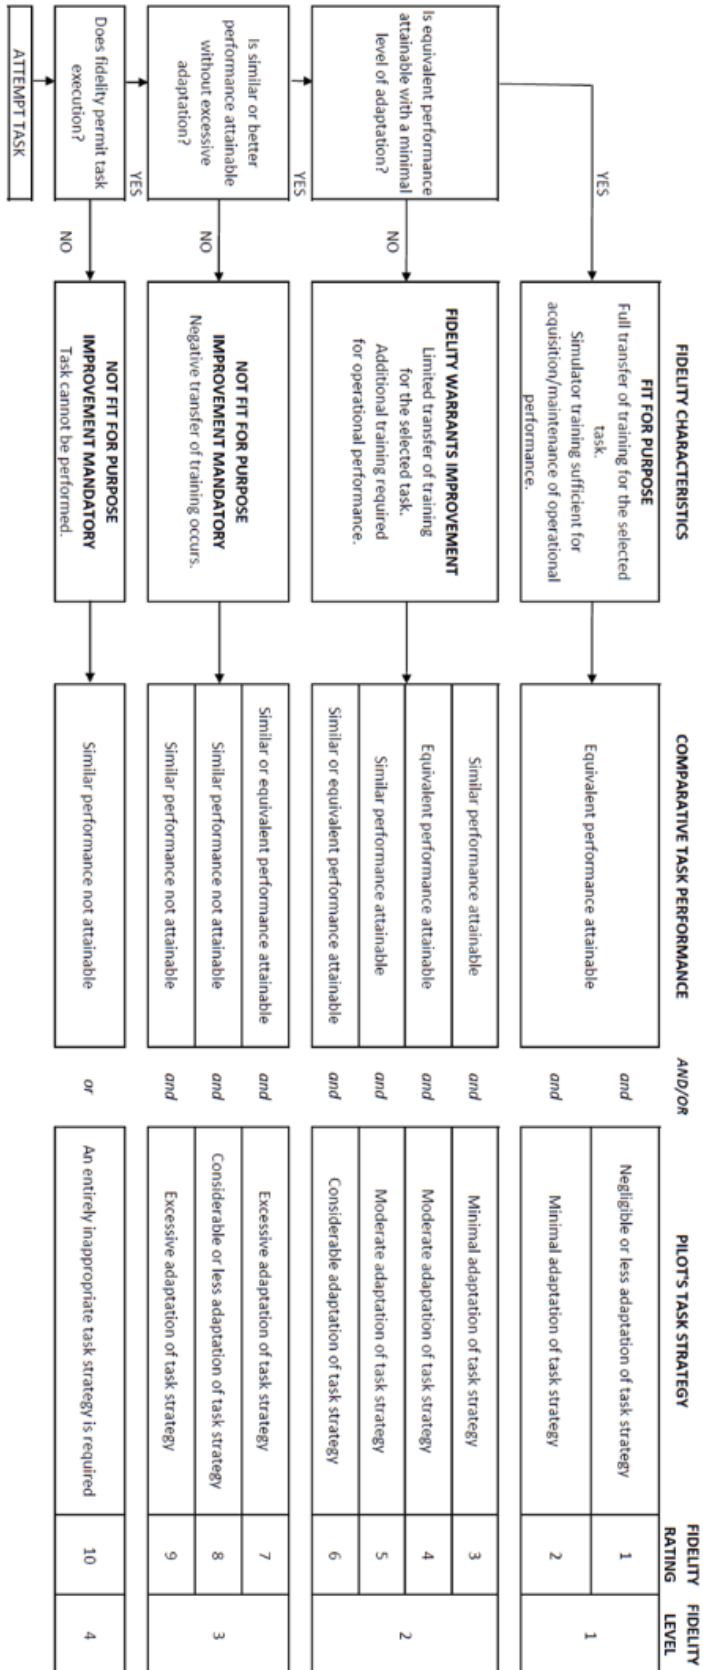 FIDELITY CHARACTERISTICS
COMPARATIVE TASK PERFORMANCE
AND/OR
PILOT'S TASK STRATEGY
FIDELITY
RATING
FIDELITY
LEVEL
YES
FIT FOR PURPOSE
Full transfer of training for the selected
task.
Simulator training sufficient for
acquisition/maintenance of operational
performance.
Equivalent performance attainable
and
Negligible or less adaptation of task strategy
1
and
Minimal adaptation of task strategy
2
1
Is equivalent performance
attainable with a minimal
level of adaptation?
NO
FIDELITY WARRANTS IMPROVEMENT
Limited transfer of training
for the selected task.
Additional training required
for operational performance.
Similar performance attainable
and
Minimal adaptation of task strategy
3
Equivalent performance attainable
and
Moderate adaptation of task strategy
4
Similar performance attainable
and
Moderate adaptation of task strategy
5
Similar or equivalent performance attainable
and
Considerable adaptation of task strategy
6
2
YES
Is similar or better
performance attainable
without excessive
adaptation?
NO
NOT FIT FOR PURPOSE
IMPROVEMENT MANDATORY
Negative transfer of training occurs.
Similar or equivalent performance attainable
and
Excessive adaptation of task strategy
7
Similar performance not attainable
and
Considerable or less adaptation of task strategy
8
Similar performance not attainable
and
Excessive adaptation of task strategy
9
3
YES
Does fidelity permit task
execution?
NO
NOT FIT FOR PURPOSE
IMPROVEMENT MANDATORY
Task cannot be performed.
Similar performance not attainable
or
An entirely inappropriate task strategy is required
10
4
ATTEMPT TASK